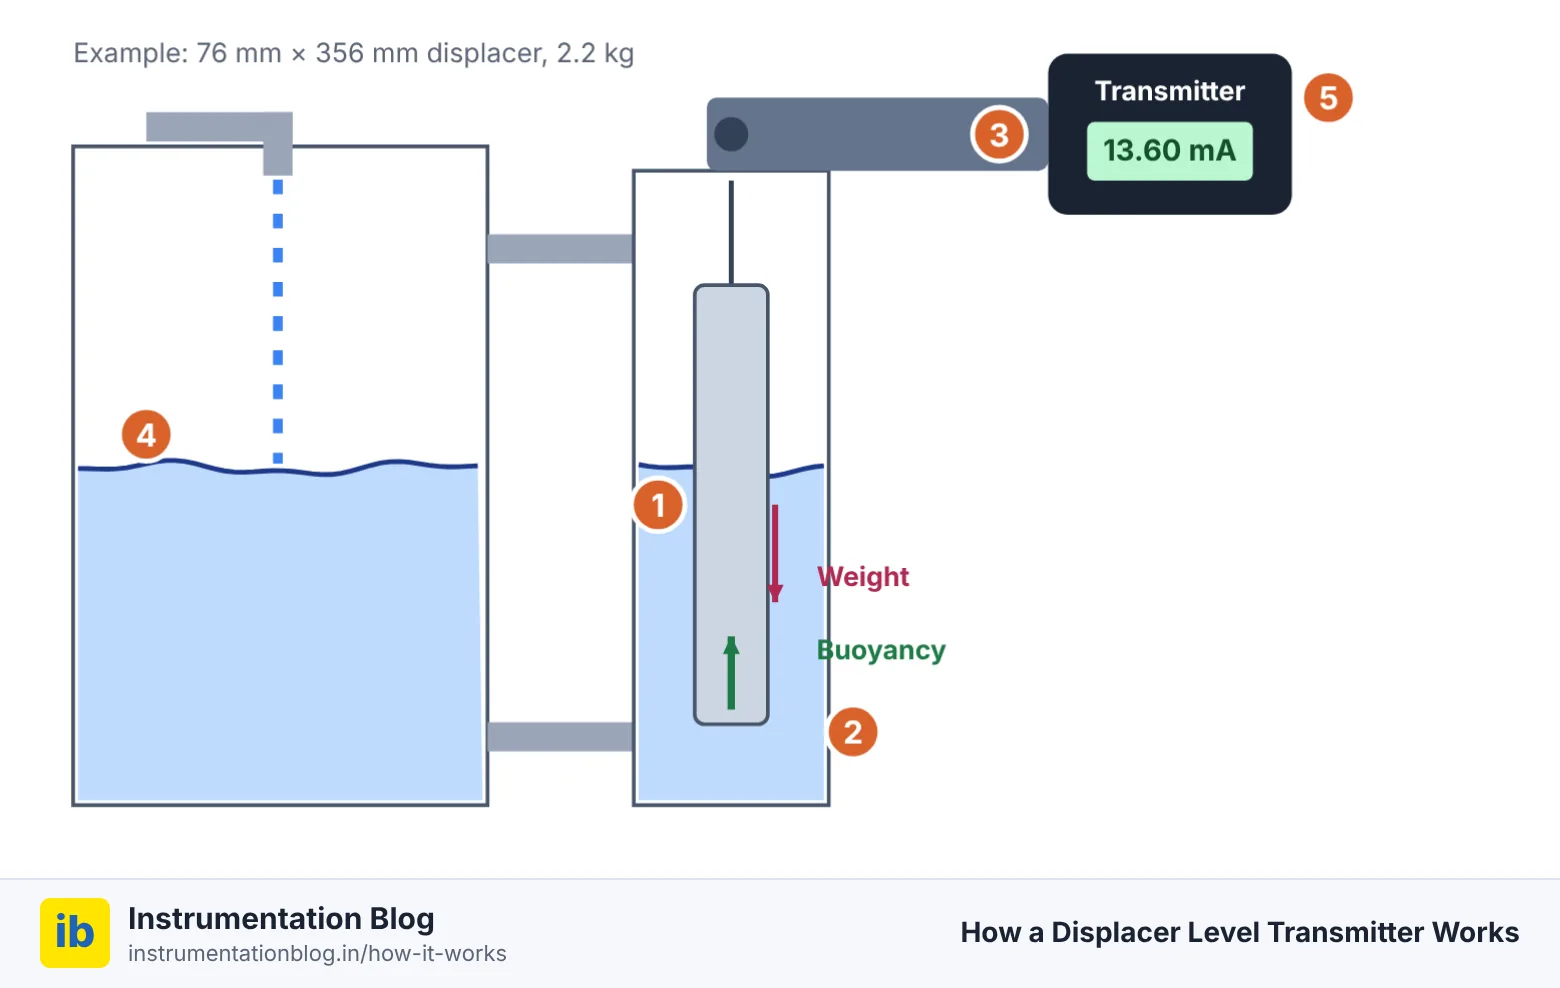 Example: 76 mm × 356 mm displacer, 2.2 kg
Transmitter
13.60 mA
5
3
4
1
Weight
Buoyancy
2
ib
Instrumentation Blog
instrumentationblog.in/how-it-works
How a Displacer Level Transmitter Works